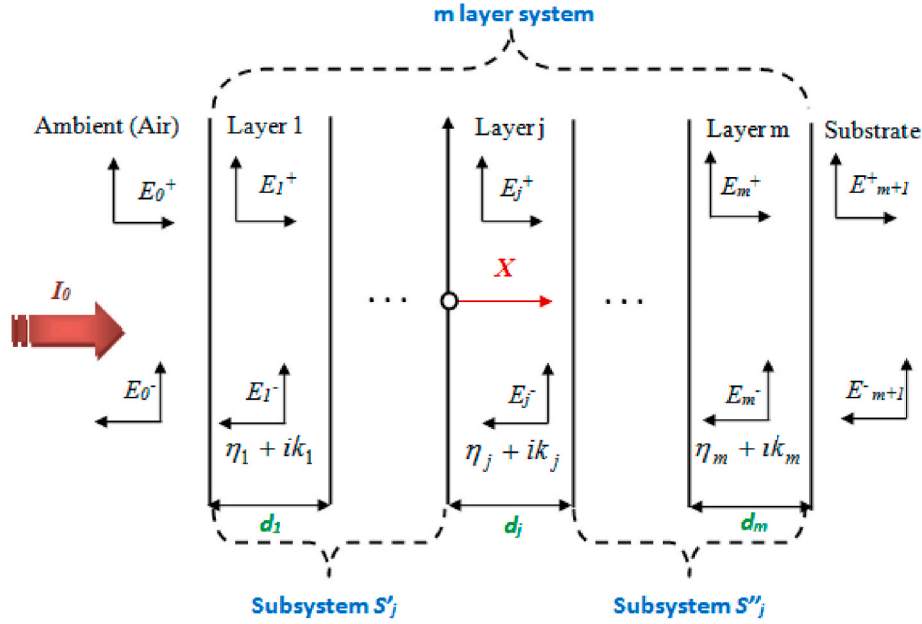 m layer system
Ambient (Air) Layer 1 Layer j Layer m Substrate
E₀⁺ E₁⁺ Eⱼ⁺ Eₘ⁺ E⁺ₘ₊₁
X
I₀ ... ...
E₀⁻ E₁⁻ Eⱼ⁻ Eₘ⁻ E⁻ₘ₊₁
η₁ + ik₁ ηⱼ + ikⱼ ηₘ + ıkₘ
d₁ dⱼ dₘ
Subsystem S'ⱼ Subsystem S''ⱼ